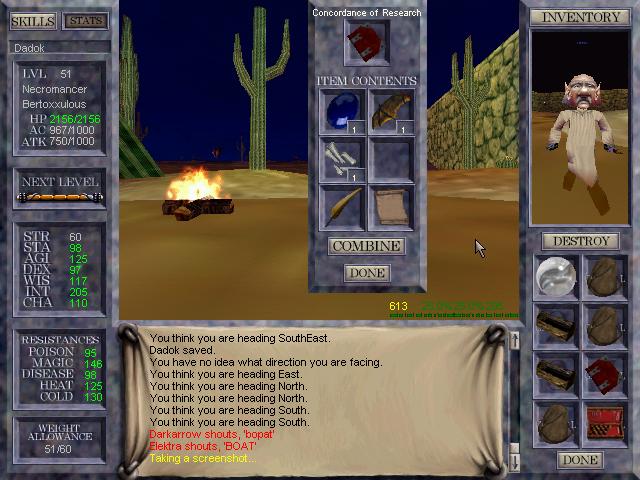 SKILLS STATS
Dadok
LVL 51
Necromancer
Bertoxxulous
HP 2156/2156
AC 967/1000
ATK 750/1000
NEXT LEVEL
STR 60
STA 98
AGI 125
DEX 97
WIS 117
INT 205
CHA 110
RESISTANCES
POISON 95
MAGIC 146
DISEASE 98
HEAT 125
COLD 130
WEIGHT
ALLOWANCE
51/60
Concordance of Research
ITEM CONTENTS
1
1
1
COMBINE
DONE
613
You think you are heading SouthEast.
Dadok saved.
You have no idea what direction you are facing.
You think you are heading East.
You think you are heading North.
You think you are heading North.
You think you are heading South.
You think you are heading South.
Darkarrow shouts, 'bopat'
Elektra shouts, 'BOAT'
Taking a screenshot...
INVENTORY
DESTROY
DONE